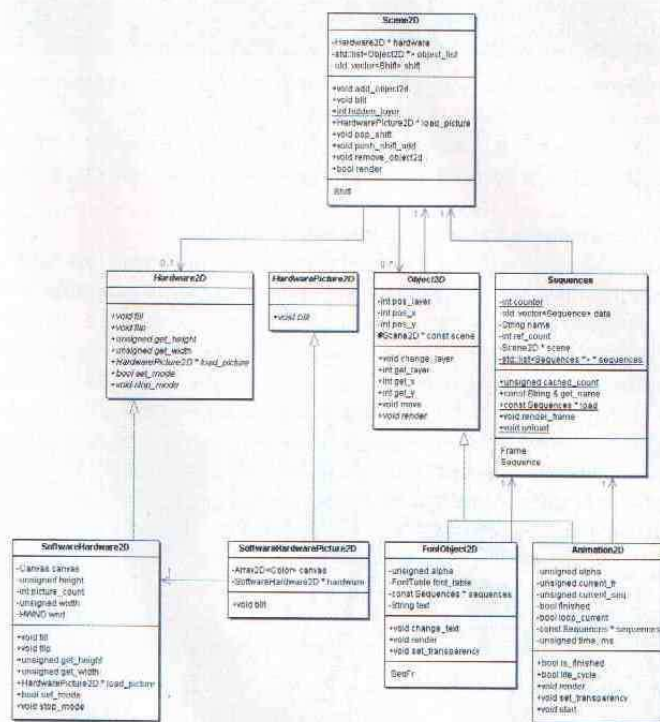 Scene2D
-Hardware2D * hardware
-std::list<Object2D *> object_list
-std::vector<Shift> shift
+void add_object2d
+void blit
+int hidden_layer
+HardwarePicture2D * load_picture
+void pop_shift
+void push_shift_add
+void remove_object2d
+bool render
Shift
0..1
0..*
1
1
Hardware2D
+void fill
+void flip
+unsigned get_height
+unsigned get_width
+HardwarePicture2D * load_picture
+bool set_mode
+void stop_mode
HardwarePicture2D
+void blit
Object2D
-int pos_layer
-int pos_x
-int pos_y
#Scene2D * const scene
+void change_layer
+int get_layer
+int get_x
+int get_y
+void move
+void render
Sequences
-int counter
-std::vector<Sequence> data
-String name
-int ref_count
-Scene2D * scene
-std::list<Sequences *> * sequences
+unsigned cached_count
+const String & get_name
+const Sequences * load
+void render_frame
+void unload
Frame
Sequence
1
1
SoftwareHardware2D
-Canvas canvas
-unsigned height
-int picture_count
-unsigned width
-HWND wnd
+void fill
+void flip
+unsigned get_height
+unsigned get_width
+HardwarePicture2D * load_picture
+bool set_mode
+void stop_mode
1
SoftwareHardwarePicture2D
-Array2D<Color> canvas
-SoftwareHardware2D * hardware
+void blit
FontObject2D
-unsigned alpha
-FontTable font_table
-const Sequences * sequences
-String text
+void change_text
+void render
+void set_transparency
SeqFr
Animation2D
-unsigned alpha
-unsigned current_fr
-unsigned current_seq
-bool finished
-bool loop_current
-const Sequences * sequences
-unsigned time_ms
+bool is_finished
+bool life_cycle
+void render
+void set_transparency
+void start